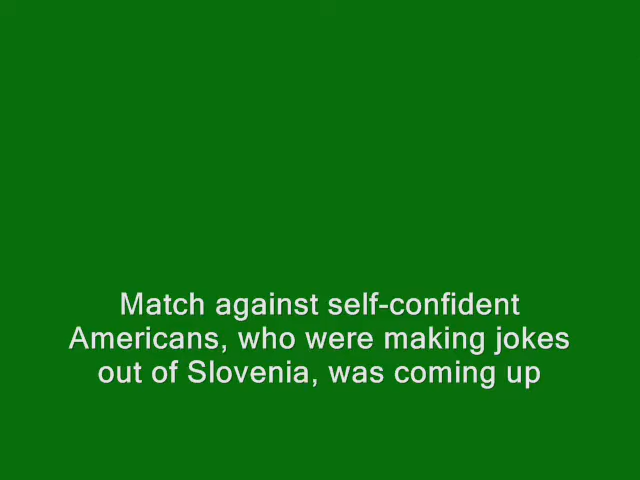 Match against self-confident
Americans, who were making jokes
out of Slovenia, was coming up